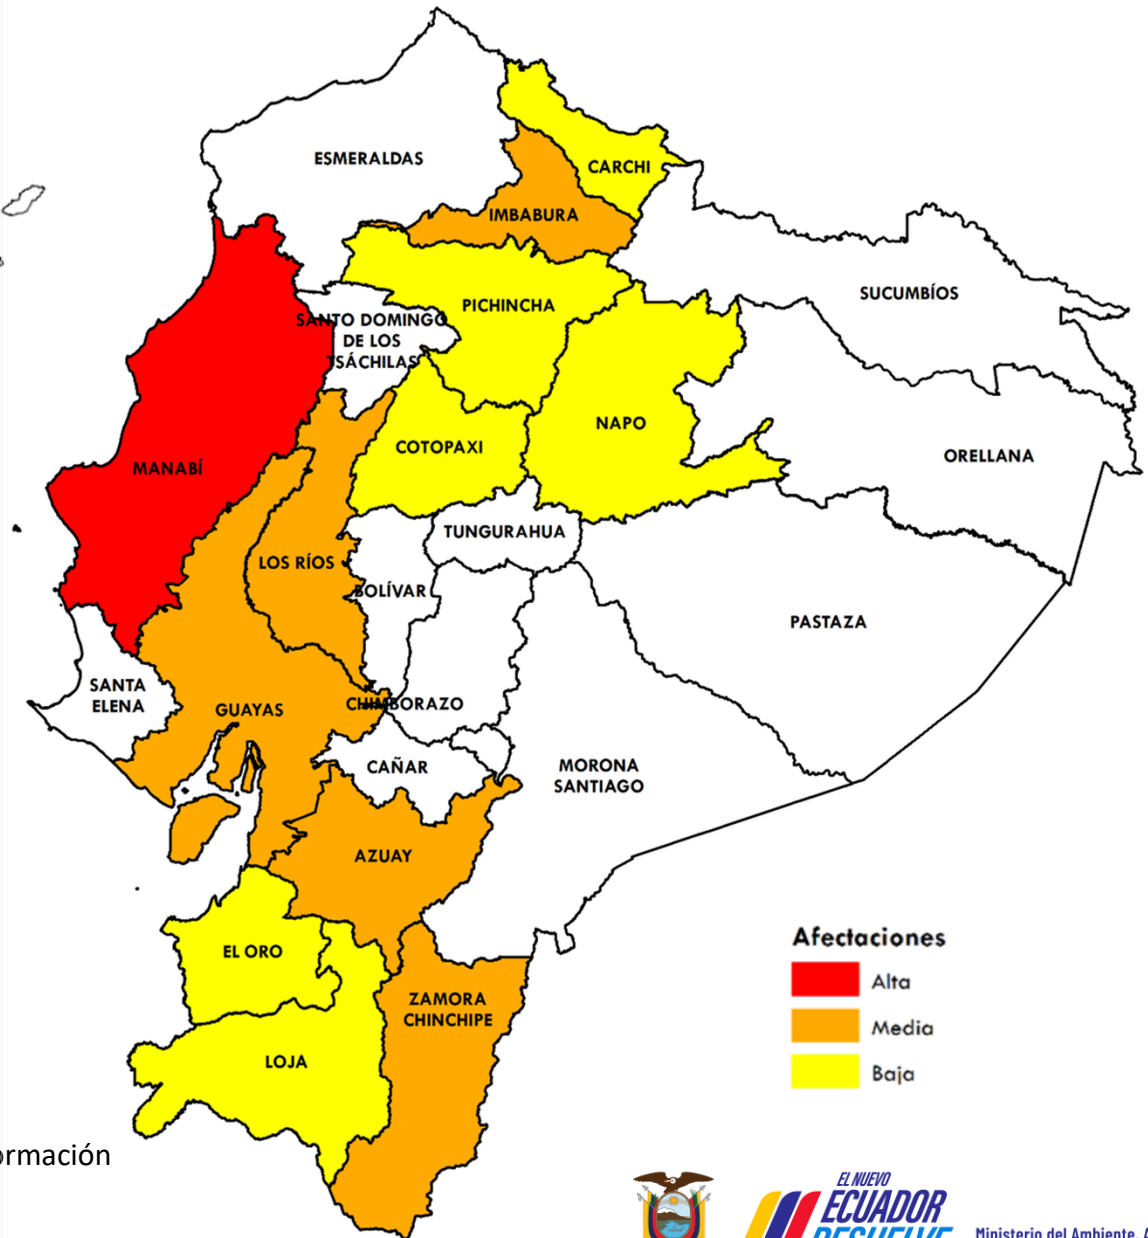 ESMERALDAS
CARCHI
IMBABURA
SUCUMBÍOS
PICHINCHA
SANTO DOMINGO
DE LOS
TSÁCHILAS
NAPO
COTOPAXI
ORELLANA
MANABÍ
TUNGURAHUA
LOS RÍOS
BOLÍVAR
PASTAZA
SANTA
ELENA
GUAYAS
CHIMBORAZO
CAÑAR
MORONA
SANTIAGO
AZUAY
EL ORO
ZAMORA
CHINCHIPE
LOJA
Afectaciones
Alta
Media
Baja
ormación
EL NUEVO
ECUADOR
RESUELVE
Ministerio del Ambiente,